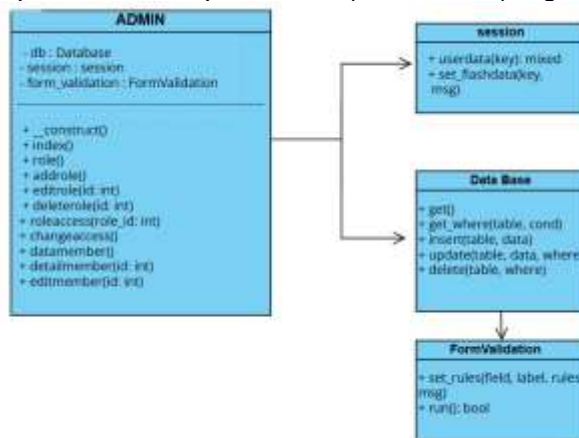 ADMIN
- db : Database
- session : session
- form_validation : FormValidation
+ __construct()
+ index()
+ role()
+ addrole()
+ editrole(id: int)
+ deleterole(id: int)
+ roleaccess(role_id: int)
+ changeaccess()
+ datamember()
+ detailmember(id: int)
+ editmember(id: int)
session
+ userdata(key): mixed
+ set_flashdata(key,
msg)
Data Base
+ get()
+ get_where(table, cond)
+ insert(table, data)
+ update(table, data, where
+ delete(table, where)
FormValidation
+ set_rules(field, label, rules
msg)
+ run(): bool